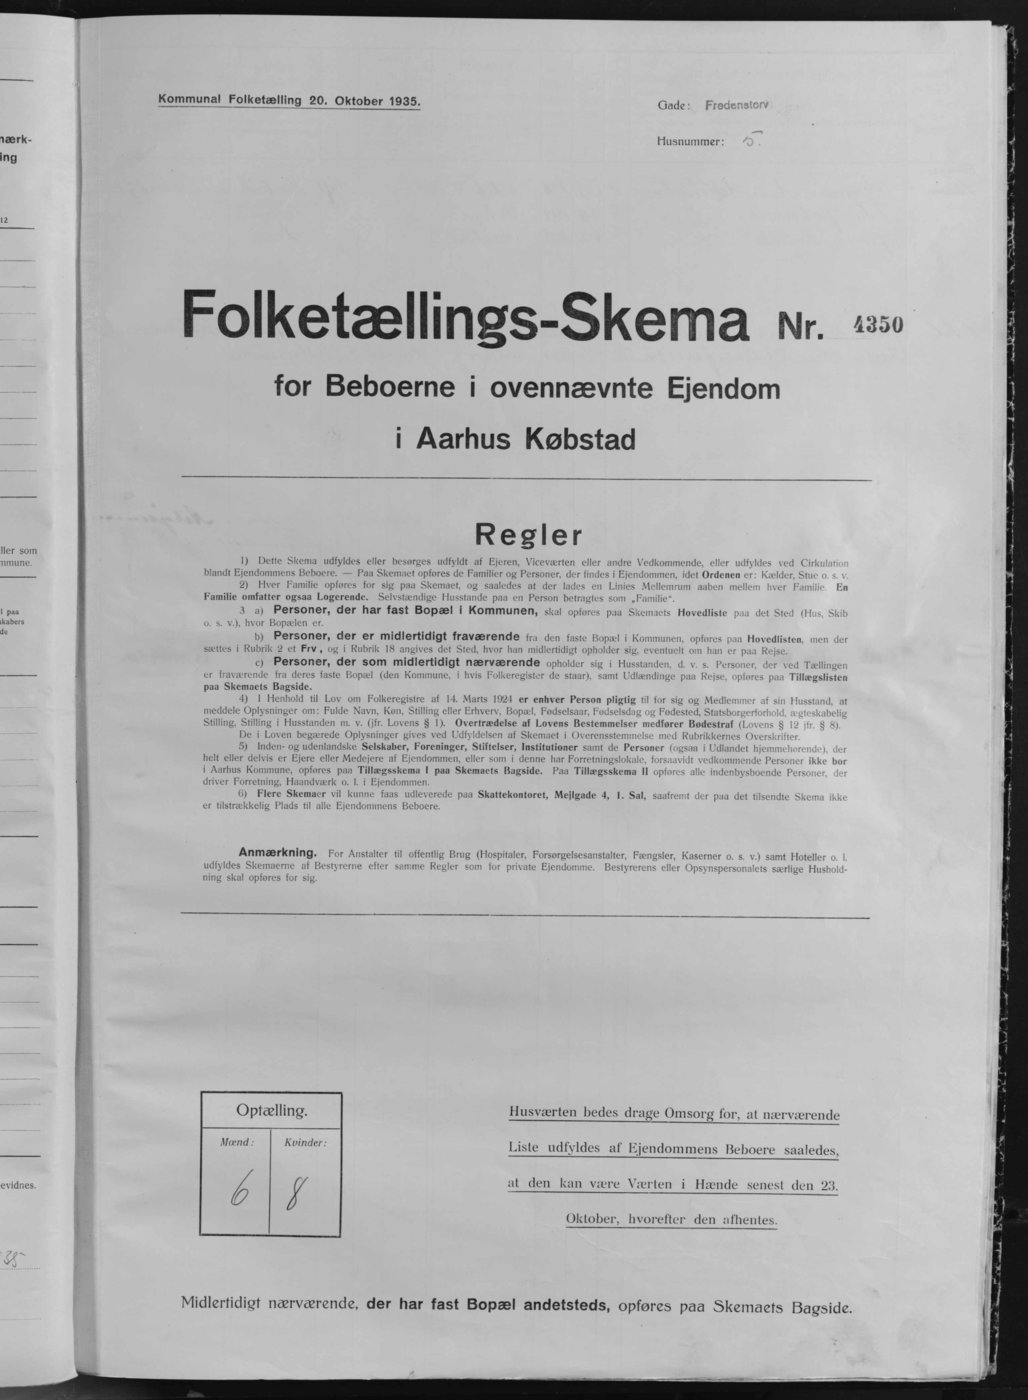 Kommunal Folketælling 20. Oktober 1935.
Gade: Fredenstorv
Husnummer: 5.
Folketællings-Skema Nr. 4350
for Beboerne i ovennævnte Ejendom
i Aarhus Købstad
Regler
1) Dette Skema udfyldes eller besørges udfyldt af Ejeren, Viceværten eller andre Vedkommende, eller udfyldes ved Cirkulation
blandt Ejendommens Beboere. — Paa Skemaet opføres de Familier og Personer, der findes i Ejendommen, idet Ordenen er: Kælder, Stue o. s. v.
2) Hver Familie opføres for sig paa Skemaet, og saaledes at der lades en Linies Mellemrum aaben mellem hver Familie. En
Familie omfatter ogsaa Logerende. Selvstændige Husstande paa en Person betragtes som „Familie“.
3 a) Personer, der har fast Bopæl i Kommunen, skal opføres paa Skemaets Hovedliste paa det Sted (Hus, Skib
o. s. v.), hvor Bopælen er.
b) Personer, der er midlertidigt fraværende fra den faste Bopæl i Kommunen, opføres paa Hovedlisten, men der
sættes i Rubrik 2 et Frv, og i Rubrik 18 angives det Sted, hvor han midlertidigt opholder sig, eventuelt om han er paa Rejse.
c) Personer, der som midlertidigt nærværende opholder sig i Husstanden, d. v. s. Personer, der ved Tællingen
er fraværende fra deres faste Bopæl (den Kommune, i hvis Folkeregister de staar), samt Udlændinge paa Rejse, opføres paa Tillægslisten
paa Skemaets Bagside.
4) I Henhold til Lov om Folkeregistre af 14. Marts 1924 er enhver Person pligtig til for sig og Medlemmer af sin Husstand, at
meddele Oplysninger om: Fulde Navn, Køn, Stilling eller Erhverv, Bopæl, Fødselsaar, Fødselsdag og Fødested, Statsborgerforhold, ægteskabelig
Stilling, Stilling i Husstanden m. v. (jfr. Lovens § 1). Overtrædelse af Lovens Bestemmelser medfører Bødestraf (Lovens § 12 jfr. § 8).
De i Loven begærede Oplysninger gives ved Udfyldelsen af Skemaet i Overensstemmelse med Rubrikkernes Overskrifter.
5) Inden- og udenlandske Selskaber, Foreninger, Stiftelser, Institutioner samt de Personer (ogsaa i Udlandet hjemmehørende), der
helt eller delvis er Ejere eller Medejere af Ejendommen, eller som i denne har Forretningslokale, forsaavidt vedkommende Personer ikke bor
i Aarhus Kommune, opføres paa Tillægsskema I paa Skemaets Bagside. Paa Tillægsskema II opføres alle indenbysboende Personer, der
driver Forretning, Haandværk o. l. i Ejendommen.
6) Flere Skemaer vil kunne faas udleverede paa Skattekontoret, Mejlgade 4, 1. Sal, saafremt der paa det tilsendte Skema ikke
er tilstrækkelig Plads til alle Ejendommens Beboere.
Anmærkning. For Anstalter til offentlig Brug (Hospitaler, Forsørgelsesanstalter, Fængsler, Kaserner o. s. v.) samt Hoteller o. l.
udfyldes Skemaerne af Bestyrerne efter samme Regler som for private Ejendomme. Bestyrerens eller Opsynspersonalets særlige Hushold-
ning skal opføres for sig.
Optælling.
Mænd: Kvinder:
6 8
Husværten bedes drage Omsorg for, at nærværende
Liste udfyldes af Ejendommens Beboere saaledes,
at den kan være Værten i Hænde senest den 23.
Oktober, hvorefter den afhentes.
Midlertidigt nærværende, der har fast Bopæl andetsteds, opføres paa Skemaets Bagside.